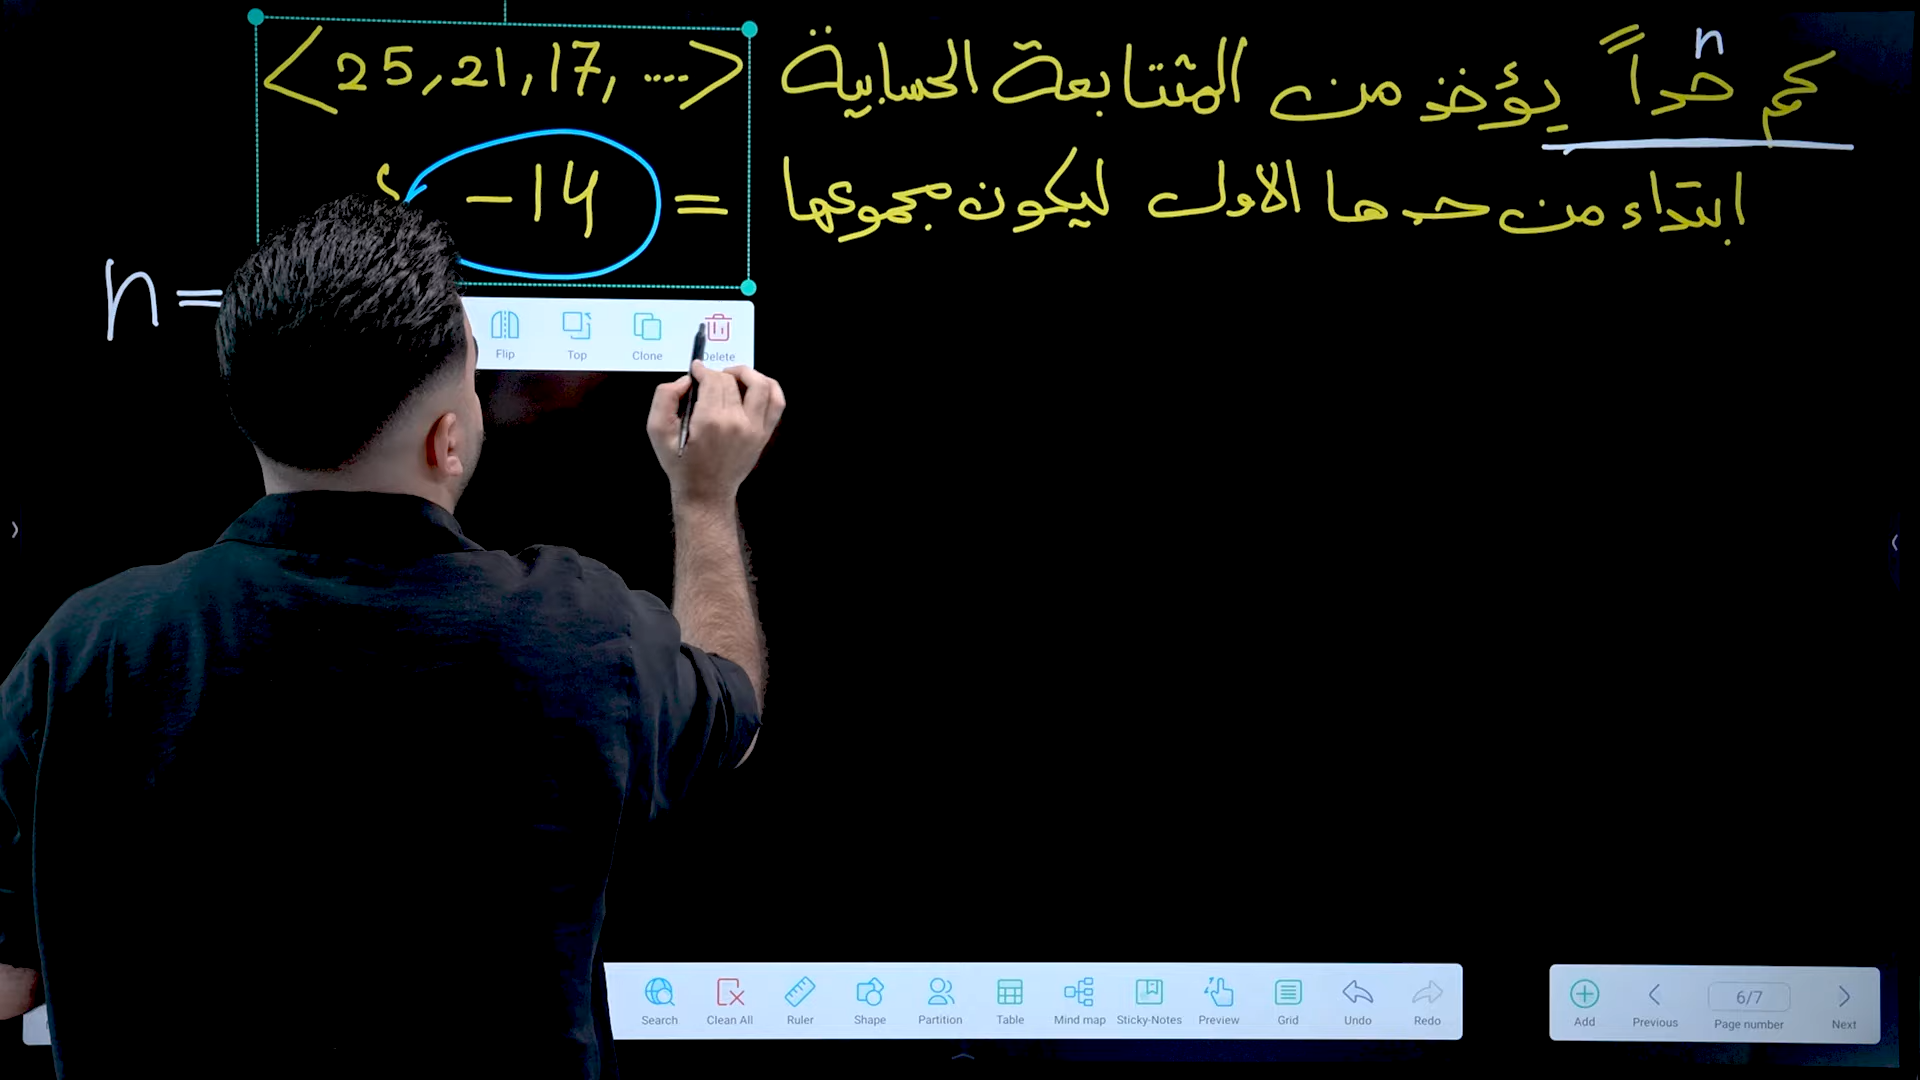 كم حداً يؤخذ من المتتابعة الحسابية <25,21,17,....>
n
ابتداء من حدها الاول ليكون مجموعها = -14 ؟
n=
Flip Top Clone Delete
Search Clean All Ruler Shape Partition Table Mind map Sticky-Notes Preview Grid Undo Redo
Add Previous 6/7 Page number Next